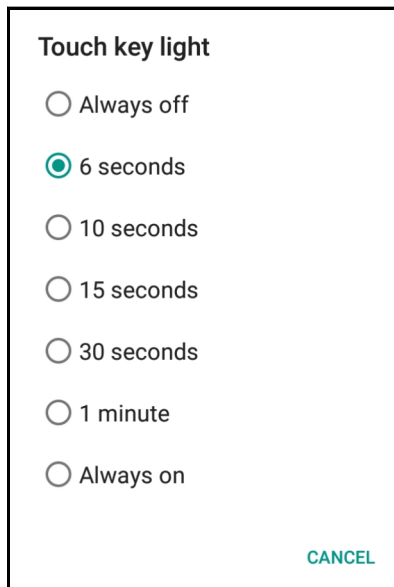 Touch key light
Always off
6 seconds
10 seconds
15 seconds
30 seconds
1 minute
Always on
CANCEL